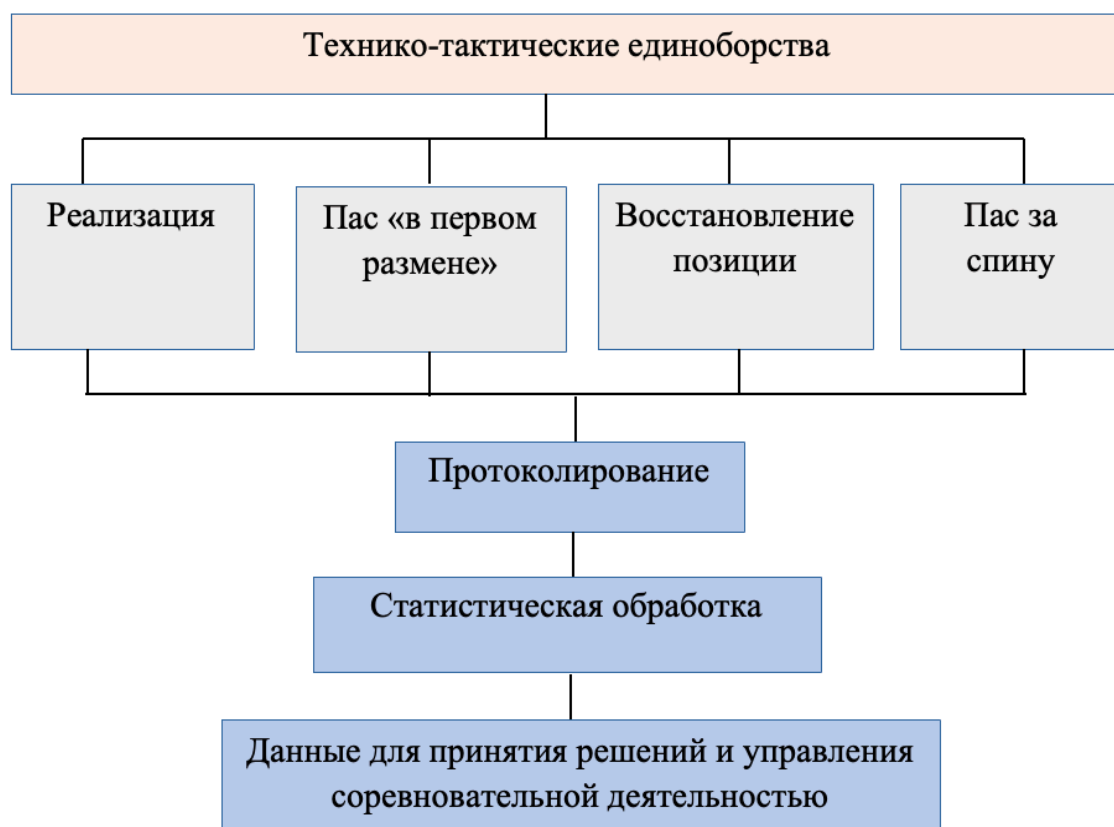 Технико-тактические единоборства
Реализация
Пас «в первом
размене»
Восстановление
позиции
Пас за
спину
Протоколирование
Статистическая обработка
Данные для принятия решений и управления
соревновательной деятельностью